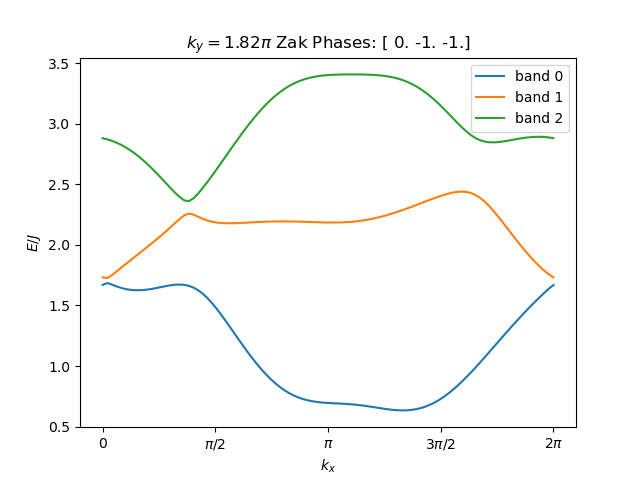 k_y = 1.82π Zak Phases: [ 0. -1. -1.]
band 0
band 1
band 2
E/J
3.5
3.0
2.5
2.0
1.5
1.0
0.5
0
π/2
π
3π/2
2π
k_x